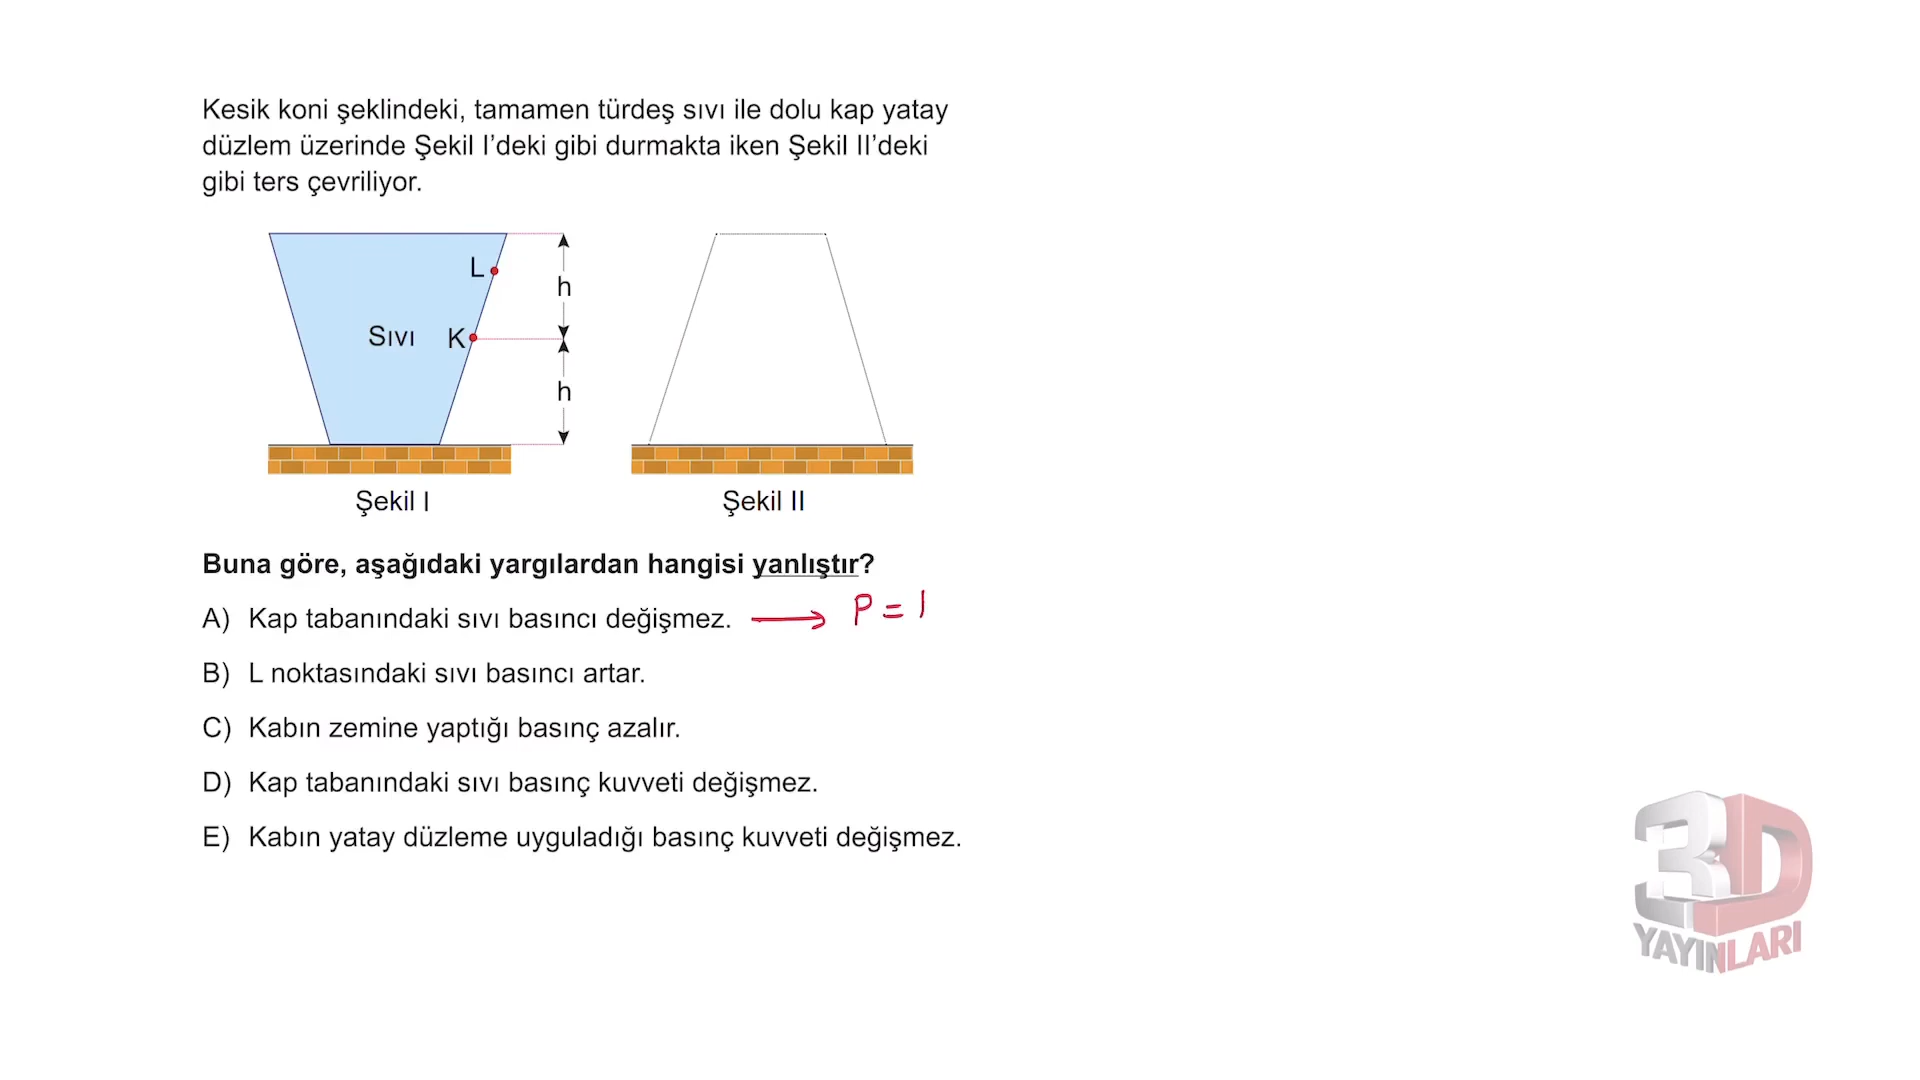 Kesik koni şeklindeki, tamamen türdeş sıvı ile dolu kap yatay
düzlem üzerinde Şekil I’deki gibi durmakta iken Şekil II’deki
gibi ters çevriliyor.
L
h
Sıvı K
h
Şekil I Şekil II
Buna göre, aşağıdaki yargılardan hangisi yanlıştır?
A) Kap tabanındaki sıvı basıncı değişmez. → P = 1
B) L noktasındaki sıvı basıncı artar.
C) Kabın zemine yaptığı basınç azalır.
D) Kap tabanındaki sıvı basınç kuvveti değişmez.
E) Kabın yatay düzleme uyguladığı basınç kuvveti değişmez.
3D
YAYINLARI